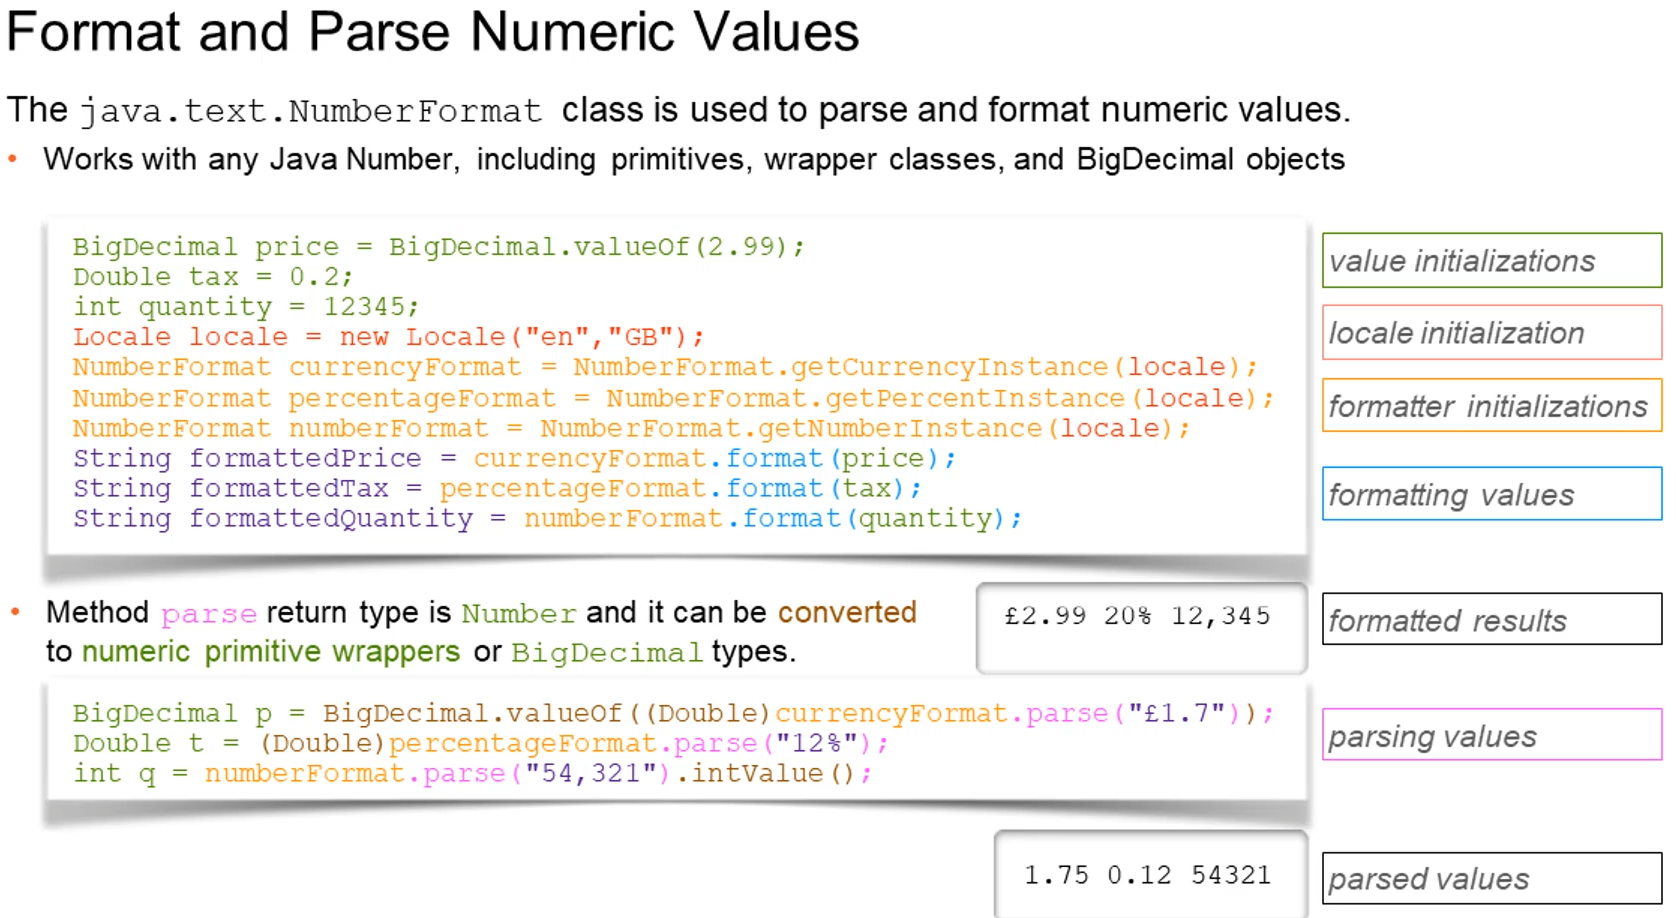 Format and Parse Numeric Values
The java.text.NumberFormat class is used to parse and format numeric values.
• Works with any Java Number, including primitives, wrapper classes, and BigDecimal objects
BigDecimal price = BigDecimal.valueOf(2.99);
Double tax = 0.2;
int quantity = 12345;
Locale locale = new Locale("en","GB");
NumberFormat currencyFormat = NumberFormat.getCurrencyInstance(locale);
NumberFormat percentageFormat = NumberFormat.getPercentInstance(locale);
NumberFormat numberFormat = NumberFormat.getNumberInstance(locale);
String formattedPrice = currencyFormat.format(price);
String formattedTax = percentageFormat.format(tax);
String formattedQuantity = numberFormat.format(quantity);
value initializations
locale initialization
formatter initializations
formatting values
• Method parse return type is Number and it can be converted
to numeric primitive wrappers or BigDecimal types.
£2.99 20% 12,345
formatted results
BigDecimal p = BigDecimal.valueOf((Double)currencyFormat.parse("£1.7"));
Double t = (Double)percentageFormat.parse("12%");
int q = numberFormat.parse("54,321").intValue();
parsing values
1.75 0.12 54321
parsed values